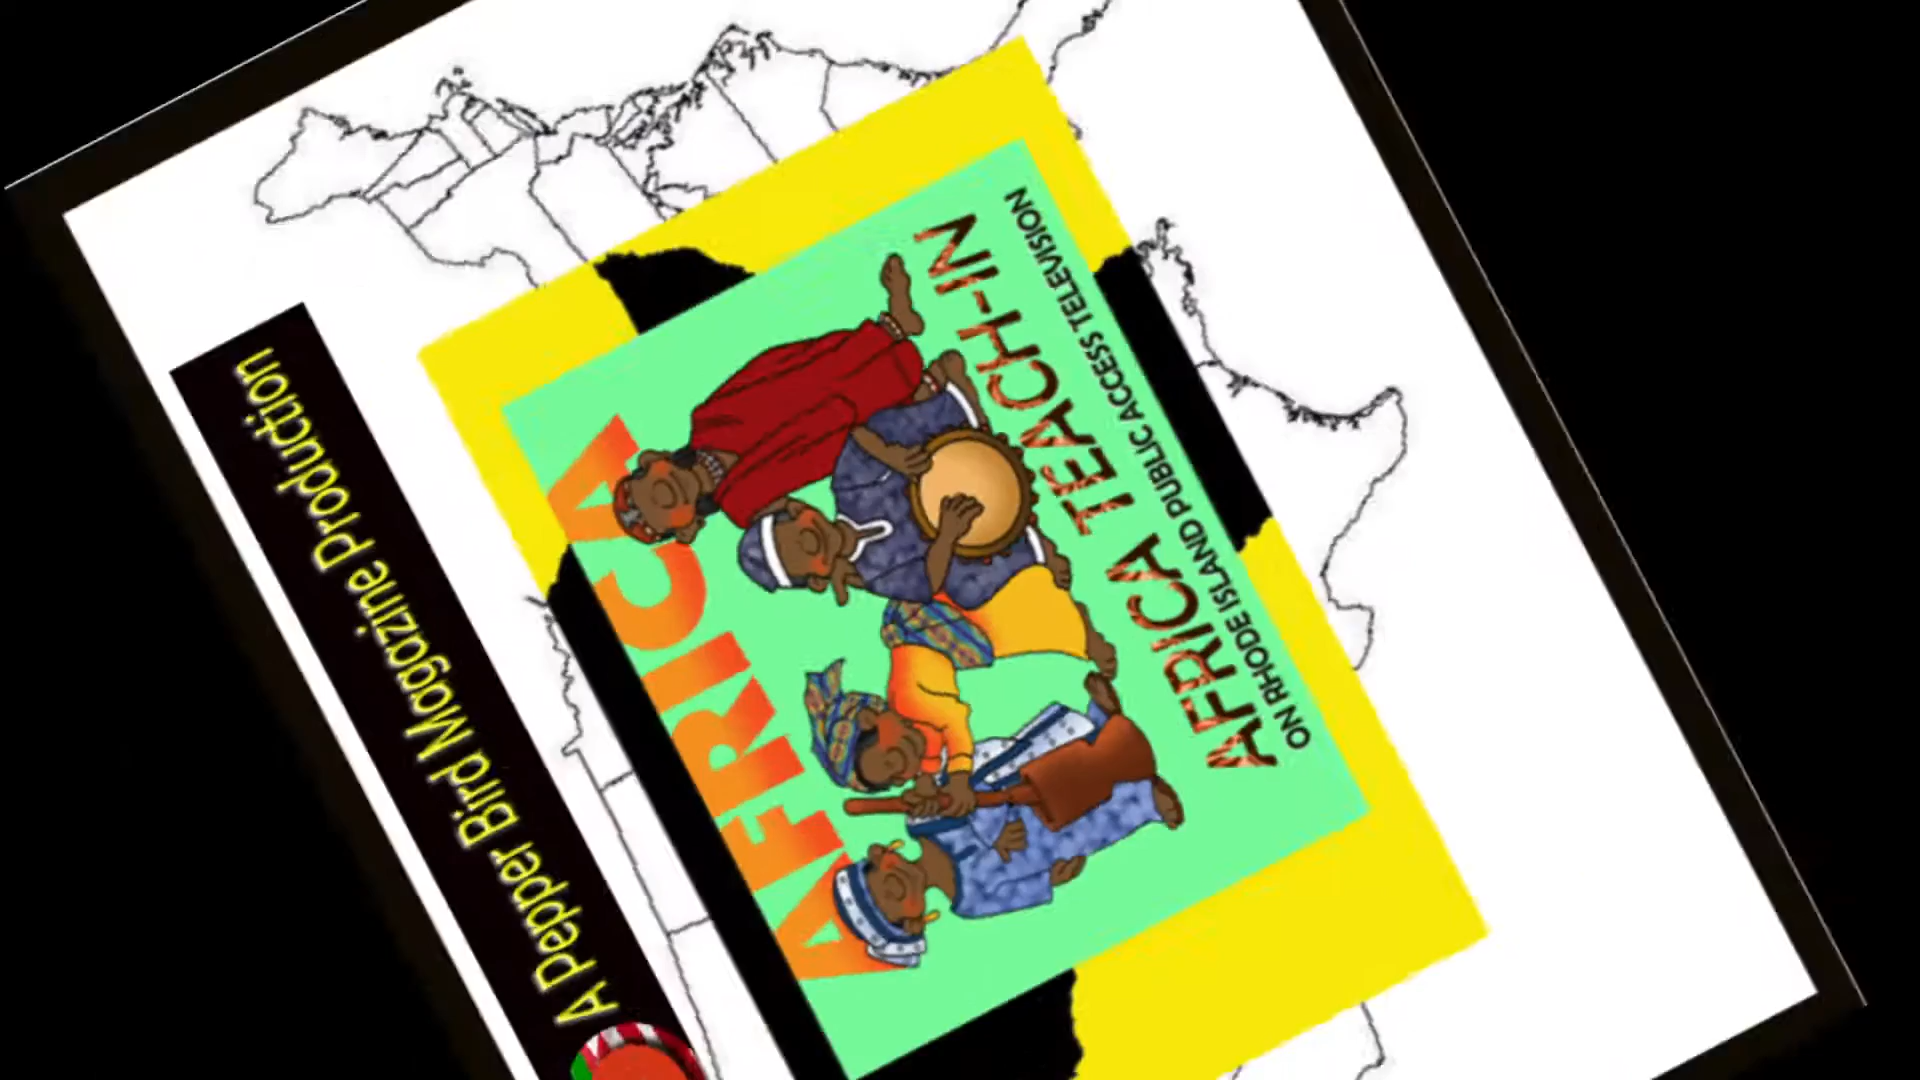 A Pepper Bird Magazine Production
AFRICA
AFRICA TEACH-IN
ON RHODE ISLAND PUBLIC ACCESS TELEVISION